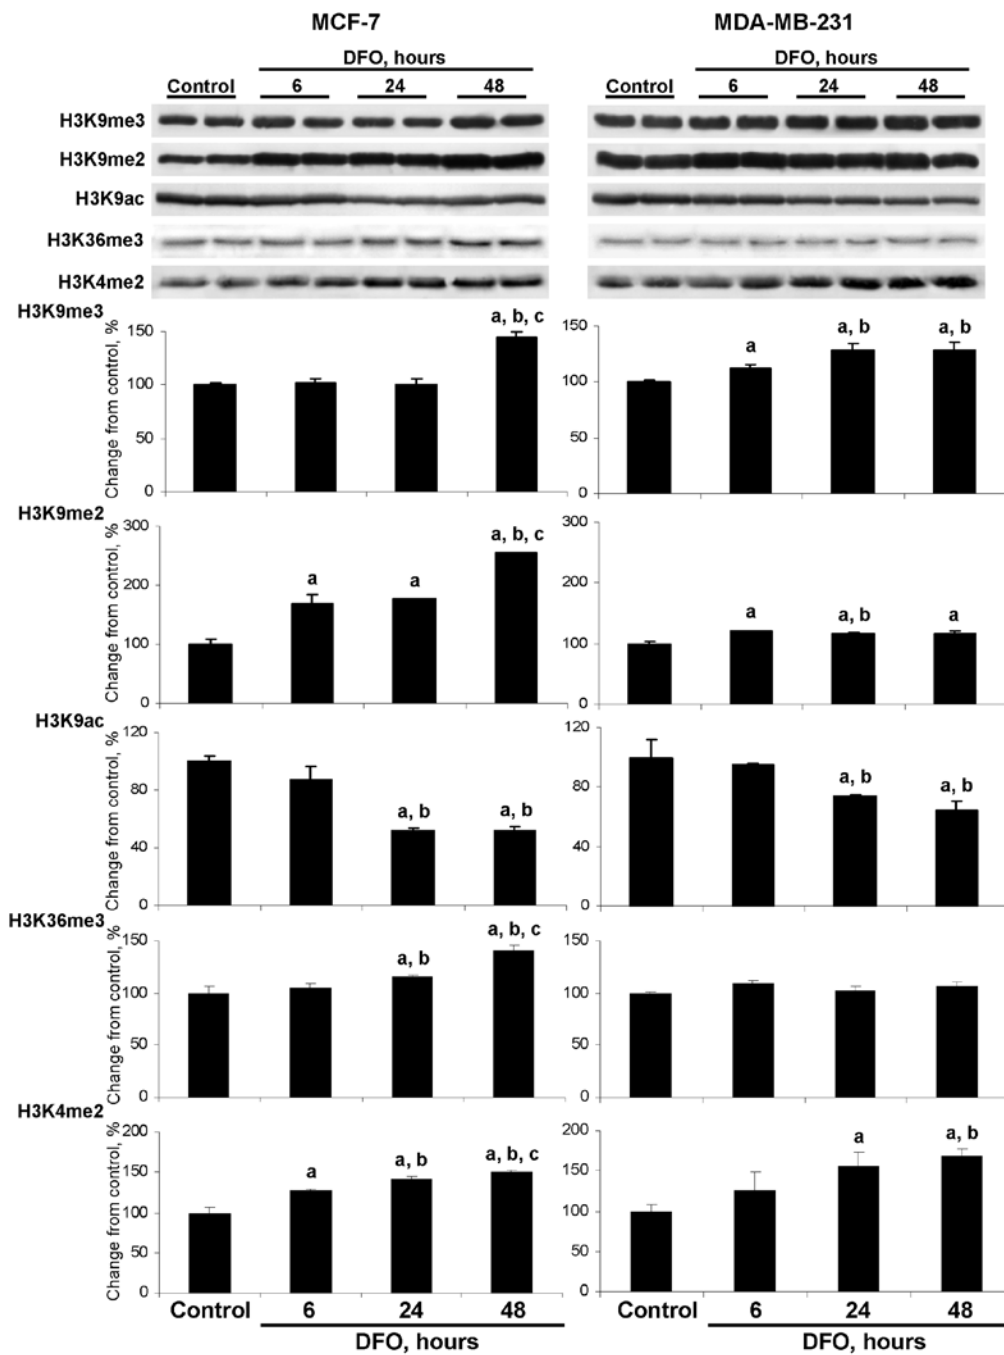 MCF-7 MDA-MB-231
DFO, hours DFO, hours
Control 6 24 48 Control 6 24 48
H3K9me3
H3K9me2
H3K9ac
H3K36me3
H3K4me2
H3K9me3
Change from control, %
150
100
50
0
a, b, c
150
100
50
0
a
a, b
a, b
H3K9me2
Change from control, %
300
200
100
0
a
a
a, b, c
300
200
100
0
a
a, b
a
H3K9ac
Change from control, %
120
80
40
0
a, b
a, b
120
80
40
0
a, b
a, b
H3K36me3
Change from control, %
150
100
50
0
a, b
a, b, c
150
100
50
0
H3K4me2
Change from control, %
200
150
100
50
0
a
a, b
a, b, c
200
150
100
50
0
a
a, b
Control 6 24 48 Control 6 24 48
DFO, hours DFO, hours